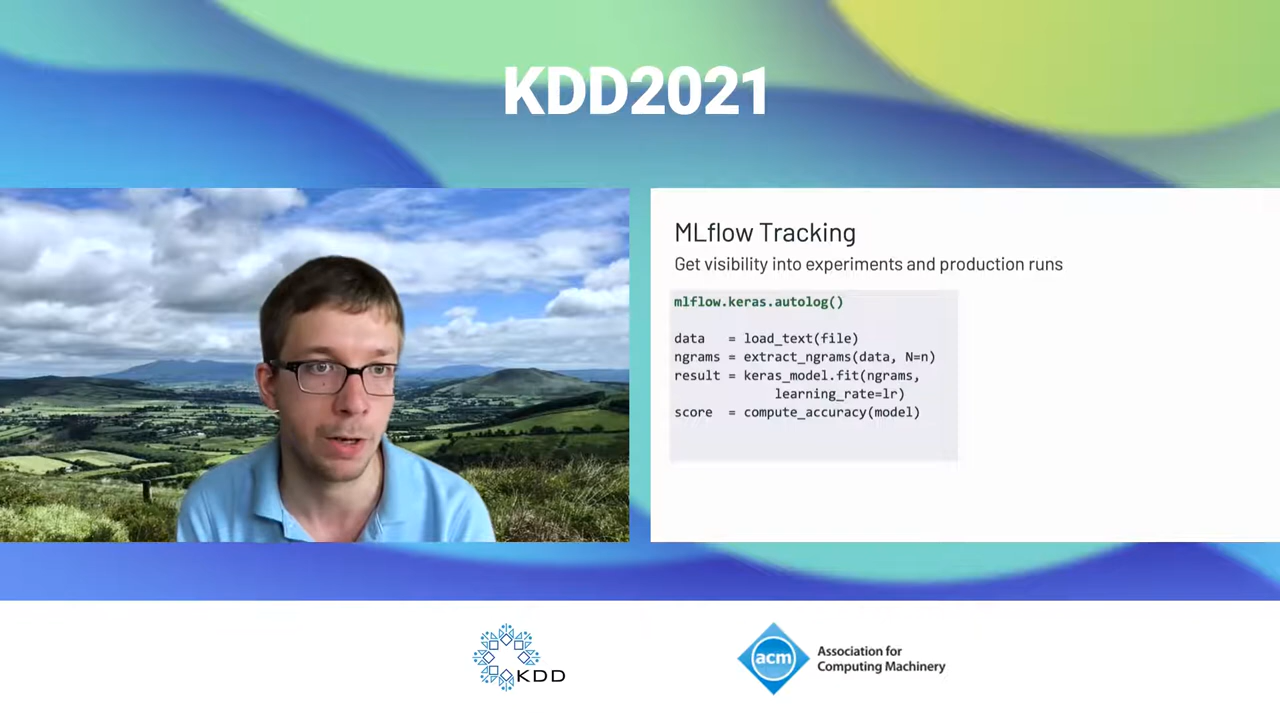 KDD2021
MLflow Tracking
Get visibility into experiments and production runs
mlflow.keras.autolog()
data   = load_text(file)
ngrams = extract_ngrams(data, N=n)
result = keras_model.fit(ngrams,
             learning_rate=lr)
score  = compute_accuracy(model)
KDD
acm
Association for
Computing Machinery